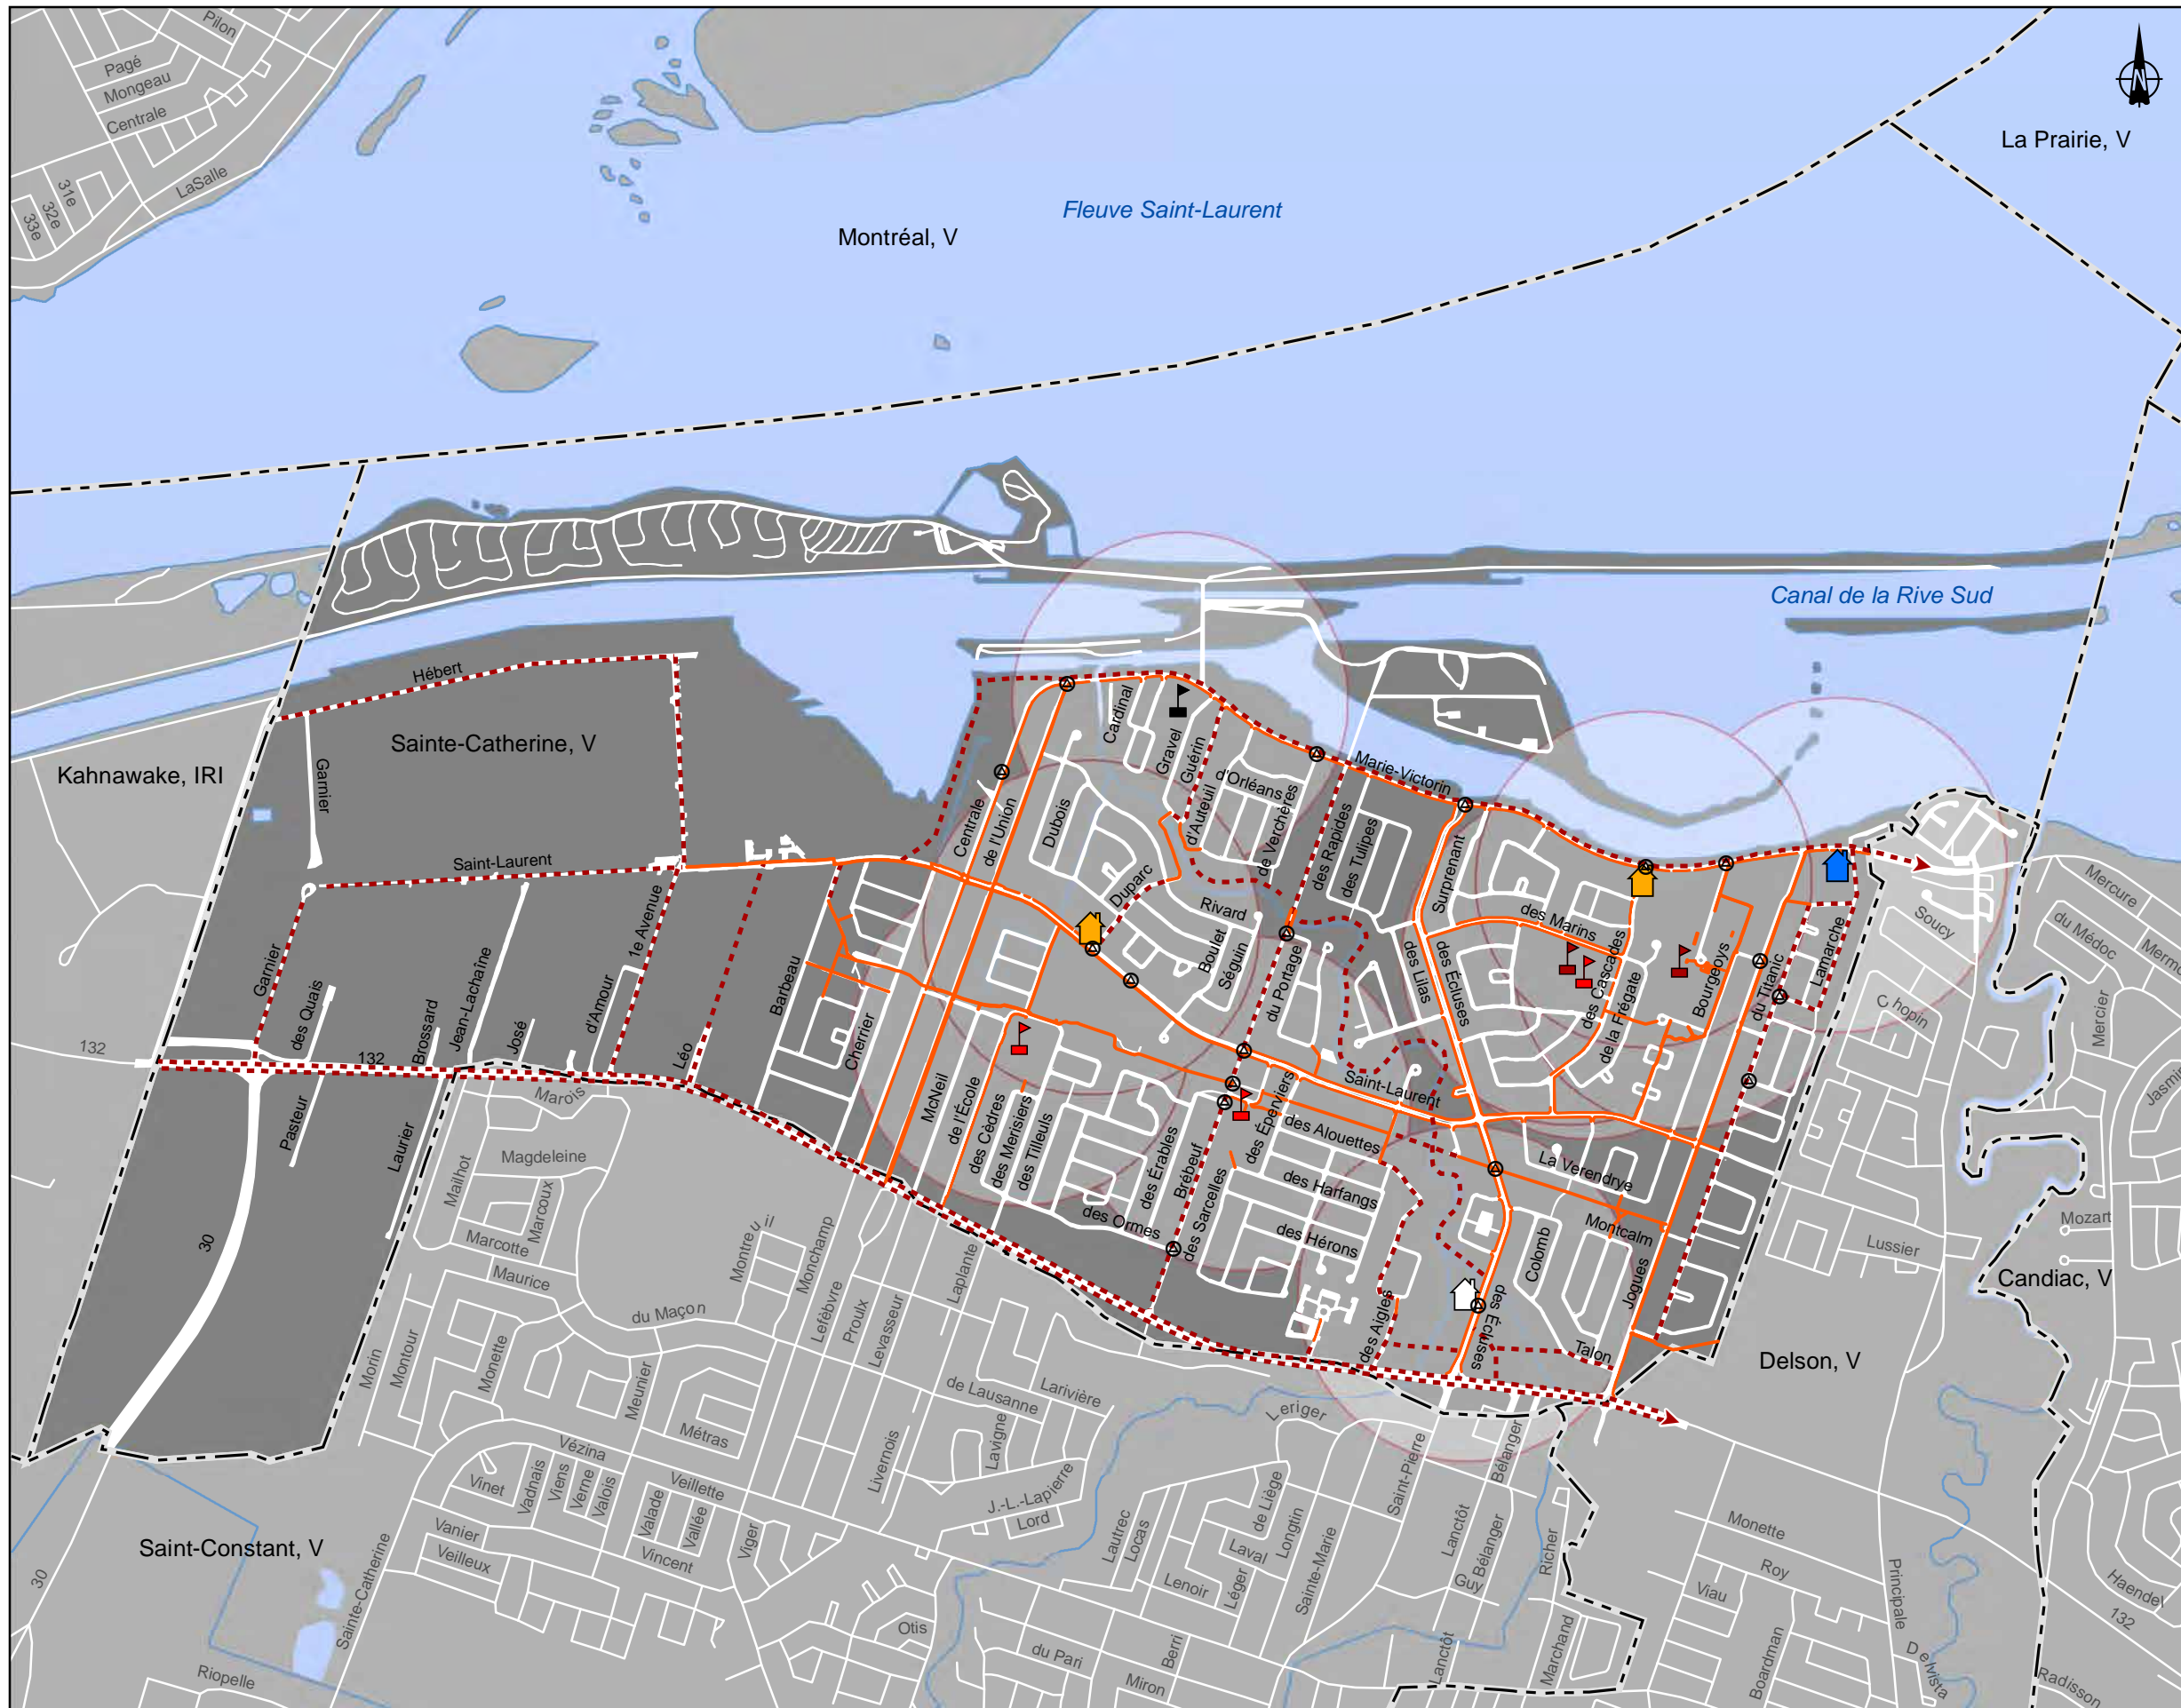 Pilon
Pagé
Mongeau
Centrale
LaSalle
31e
32e
33e
N
La Prairie, V
Fleuve Saint-Laurent
Montréal, V
Canal de la Rive Sud
Hébert
Sainte-Catherine, V
Kahnawake, IRI
Garnier
Saint-Laurent
Cardinal
Gravel
Guérin
d'Orléans
Marie-Victorin
d'Auteuil
de Verchères
des Rapides
des Tulipes
Centrale
de l'Union
Dubois
Duparc
Rivard
Boulet
Séguin
du Portage
Surprenant
des Marins
des Lilas
des Écluses
des Cascades
de la Frégate
Bourgeoys
du Titanic
Lamarche
Soucy
Chopin
Mercure
du Médoc
Mermo
Mercier
Jasmin
Garnier
des Quais
132
132
Brossard
Jean-Lachaîne
José
d'Amour
1e Avenue
Léo
Barbeau
Cherrier
McNeil
de l'École
des Cèdres
des Merisiers
des Tilleuls
des Érables
Brébeuf
des Sarcelles
des Éperviers
Saint-Laurent
des Alouettes
des Harfangs
des Hérons
des Ormes
La Verendrye
Montcalm
Colomb
Jogues
des Écluses
des Aigles
Talon
Marois
Pasteur
Laurier
30
Mailhot
Magdeleine
Marcoux
Marcotte
Maurice
Montreuil
Monchamp
Lefebvre
Proulx
Levasseur
Laplante
du Maçon
Morin
Montour
Monette
Meunier
Métras
Mozart
Lussier
Candiac, V
Delson, V
de Lausanne
Larivière
Lavigne
Livernois
Leriger
Bélanger
Saint-Pierre
Vézina
Vinet
Vadnais
Viens
Verne
Valois
Veillette
Valade
Vallée
Viger
Vincent
Vanier
Veilleux
J.-L.-Lapierre
Lord
Lautrec
Locas
de Liège
Longtin
Laval
Léger
Lenoir
Sainte-Marie
Lanctôt
Bélanger
Guy
Richer
Monette
Roy
Viau
Principale
Haendel
132
Saint-Constant, V
30
Sainte-Catherine
Riopelle
Otis
du Pari
Berri
Miron
Lanctôt
Marchand
Boardman
Delvista
Radisson